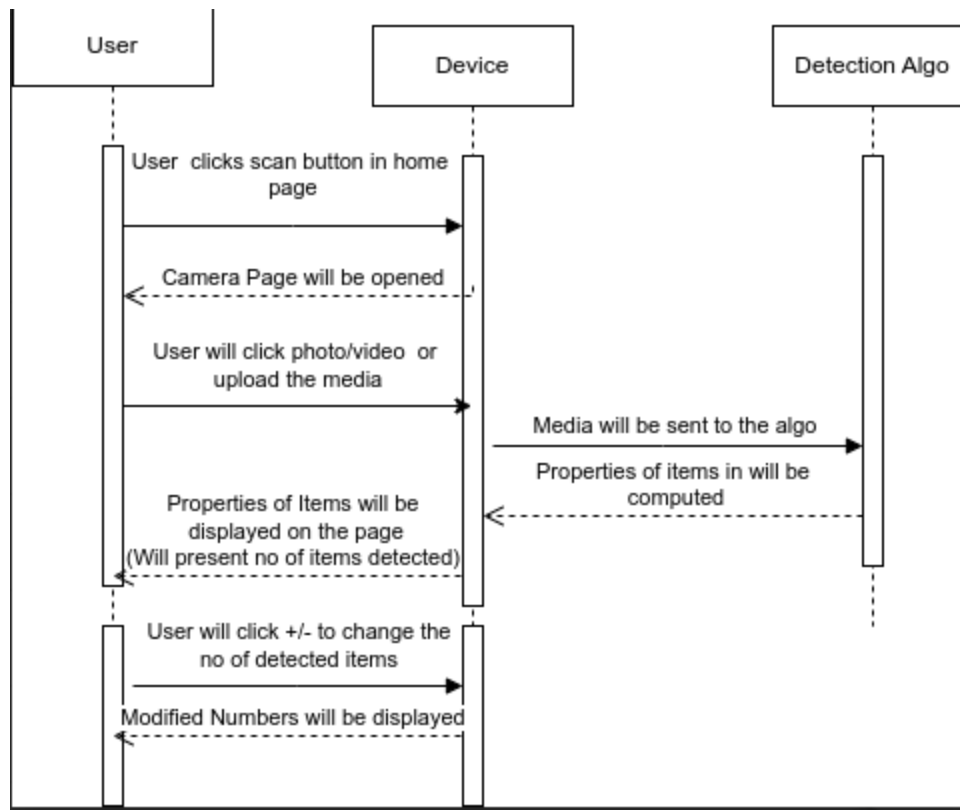 User
Device
Detection Algo
User  clicks scan button in home
page
Camera Page will be opened
User will click photo/video  or
upload the media
Media will be sent to the algo
Properties of items in will be
computed
Properties of Items will be
displayed on the page
(Will present no of items detected)
User will click +/- to change the
no of detected items
Modified Numbers will be displayed